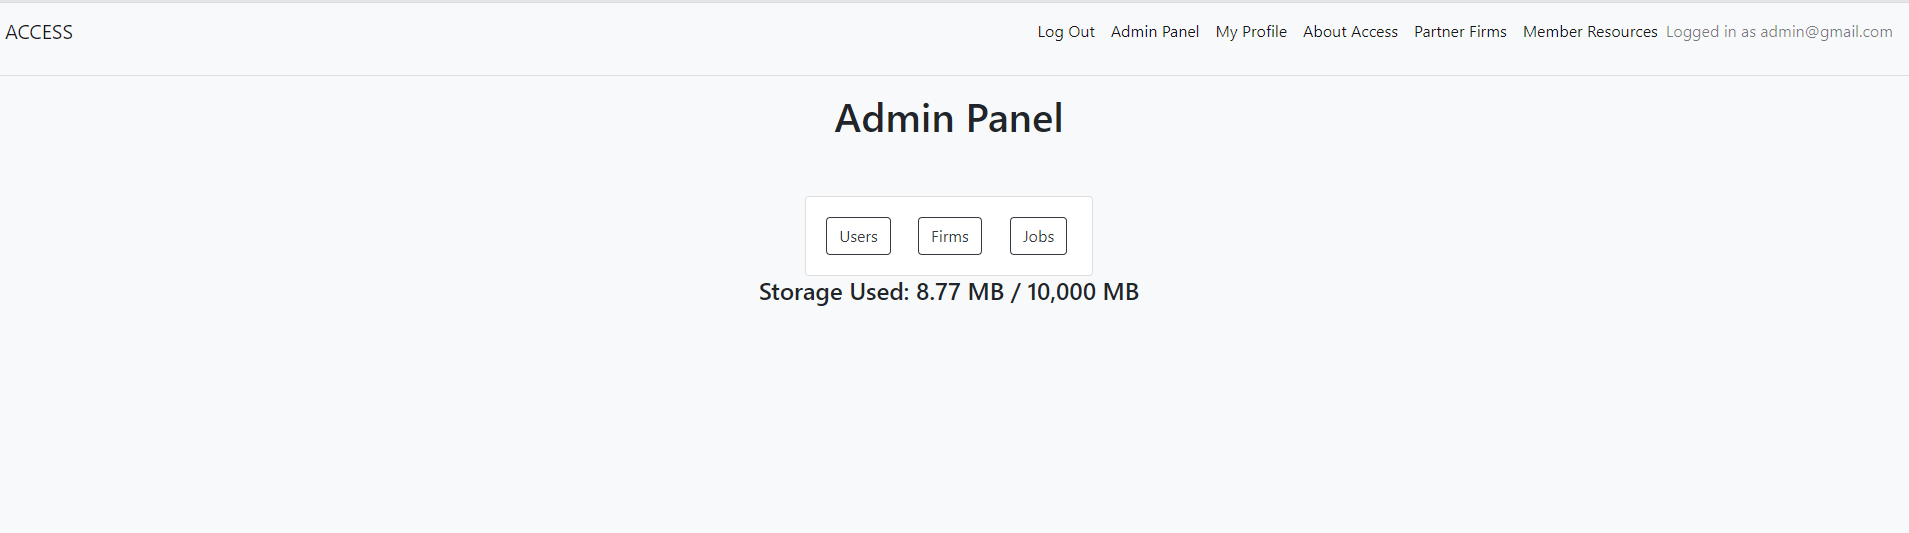 ACCESS Log Out Admin Panel My Profile About Access Partner Firms Member Resources Logged in as admin@gmail.com
Admin Panel
Users Firms Jobs
Storage Used: 8.77 MB / 10,000 MB